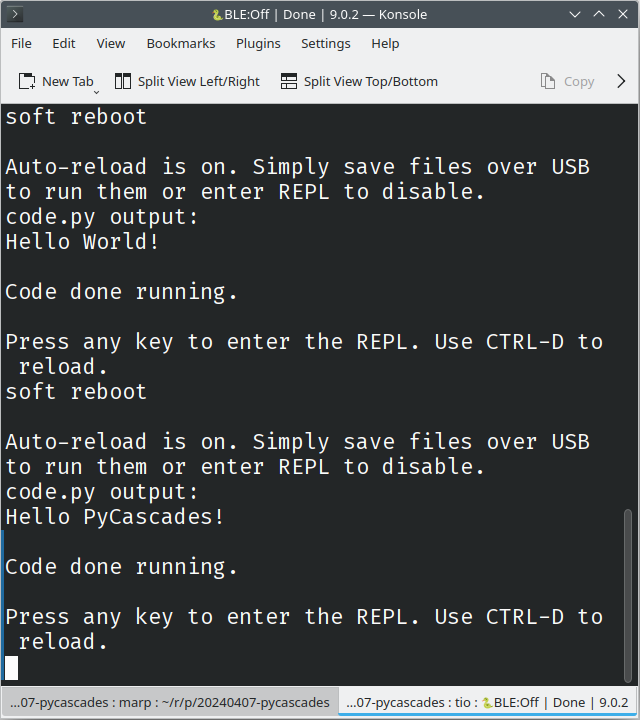 🐍BLE:Off | Done | 9.0.2 — Konsole
File Edit View Bookmarks Plugins Settings Help
New Tab Split View Left/Right Split View Top/Bottom Copy
soft reboot
Auto-reload is on. Simply save files over USB
to run them or enter REPL to disable.
code.py output:
Hello World!
Code done running.
Press any key to enter the REPL. Use CTRL-D to
reload.
soft reboot
Auto-reload is on. Simply save files over USB
to run them or enter REPL to disable.
code.py output:
Hello PyCascades!
Code done running.
Press any key to enter the REPL. Use CTRL-D to
reload.
...07-pycascades : marp : ~/r/p/20240407-pycascades ...07-pycascades : tio : 🐍BLE:Off | Done | 9.0.2